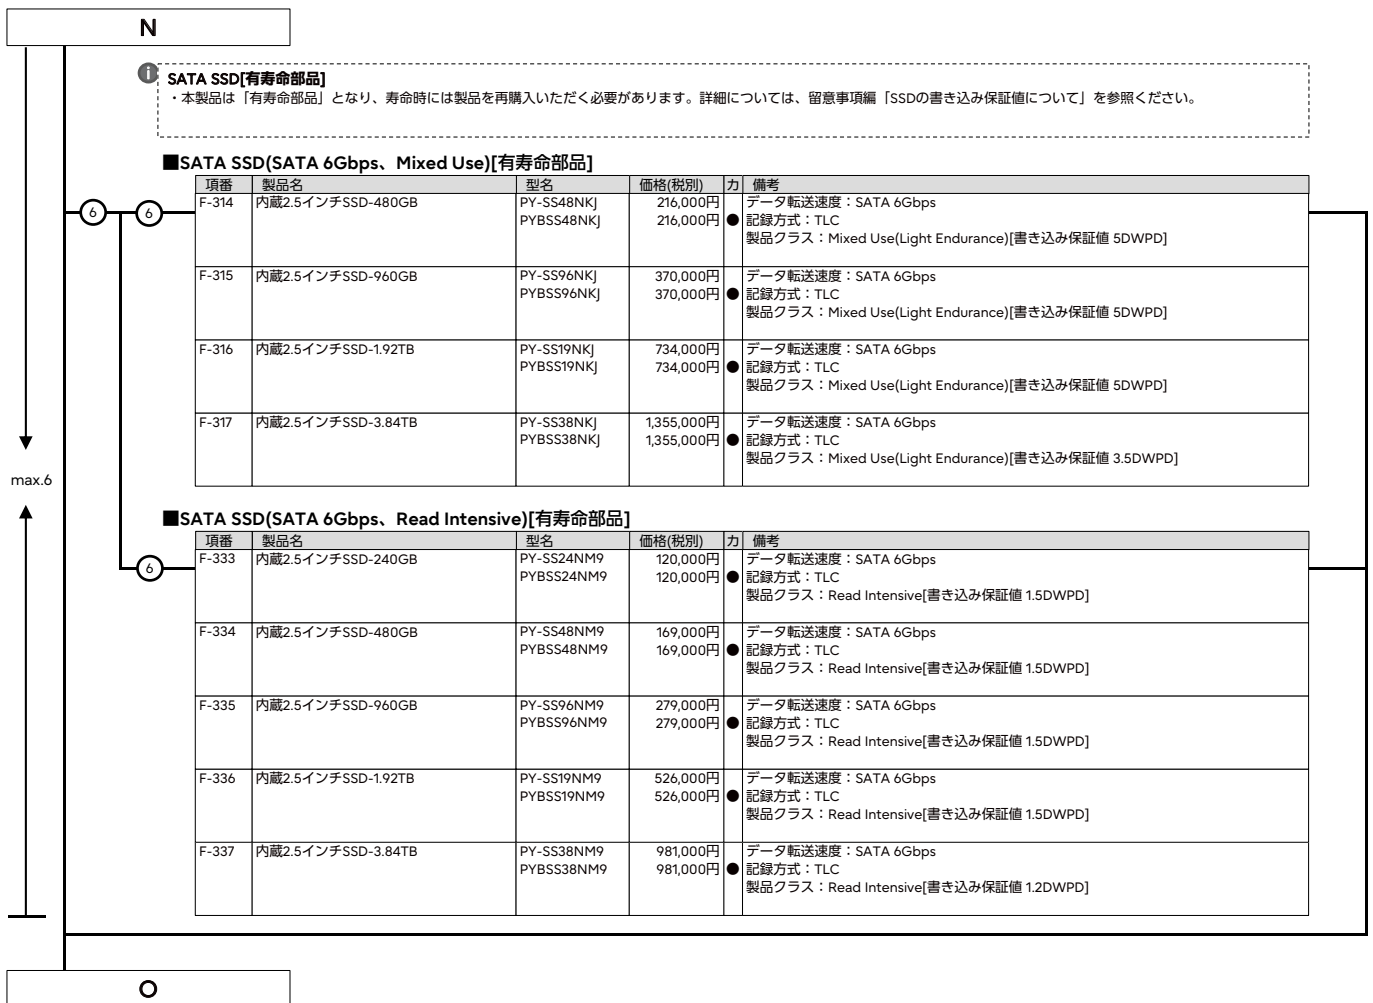 N
i
SATA SSD[有寿命部品]
・本製品は「有寿命部品」となり、寿命時には製品を再購入いただく必要があります。詳細については、留意事項編「SSDの書き込み保証値について」を参照ください。
■SATA SSD(SATA 6Gbps、Mixed Use)[有寿命部品]
項番 製品名 型名 価格(税別) カ 備考
F-314 内蔵2.5インチSSD-480GB PY-SS48NKJ 216,000円 データ転送速度：SATA 6Gbps
6 6 PYBSS48NKJ 216,000円 ● 記録方式：TLC
製品クラス：Mixed Use(Light Endurance)[書き込み保証値 5DWPD]
F-315 内蔵2.5インチSSD-960GB PY-SS96NKJ 370,000円 データ転送速度：SATA 6Gbps
PYBSS96NKJ 370,000円 ● 記録方式：TLC
製品クラス：Mixed Use(Light Endurance)[書き込み保証値 5DWPD]
F-316 内蔵2.5インチSSD-1.92TB PY-SS19NKJ 734,000円 データ転送速度：SATA 6Gbps
PYBSS19NKJ 734,000円 ● 記録方式：TLC
製品クラス：Mixed Use(Light Endurance)[書き込み保証値 5DWPD]
F-317 内蔵2.5インチSSD-3.84TB PY-SS38NKJ 1,355,000円 データ転送速度：SATA 6Gbps
PYBSS38NKJ 1,355,000円 ● 記録方式：TLC
製品クラス：Mixed Use(Light Endurance)[書き込み保証値 3.5DWPD]
max.6
■SATA SSD(SATA 6Gbps、Read Intensive)[有寿命部品]
項番 製品名 型名 価格(税別) カ 備考
F-333 内蔵2.5インチSSD-240GB PY-SS24NM9 120,000円 データ転送速度：SATA 6Gbps
6 PYBSS24NM9 120,000円 ● 記録方式：TLC
製品クラス：Read Intensive[書き込み保証値 1.5DWPD]
F-334 内蔵2.5インチSSD-480GB PY-SS48NM9 169,000円 データ転送速度：SATA 6Gbps
PYBSS48NM9 169,000円 ● 記録方式：TLC
製品クラス：Read Intensive[書き込み保証値 1.5DWPD]
F-335 内蔵2.5インチSSD-960GB PY-SS96NM9 279,000円 データ転送速度：SATA 6Gbps
PYBSS96NM9 279,000円 ● 記録方式：TLC
製品クラス：Read Intensive[書き込み保証値 1.5DWPD]
F-336 内蔵2.5インチSSD-1.92TB PY-SS19NM9 526,000円 データ転送速度：SATA 6Gbps
PYBSS19NM9 526,000円 ● 記録方式：TLC
製品クラス：Read Intensive[書き込み保証値 1.5DWPD]
F-337 内蔵2.5インチSSD-3.84TB PY-SS38NM9 981,000円 データ転送速度：SATA 6Gbps
PYBSS38NM9 981,000円 ● 記録方式：TLC
製品クラス：Read Intensive[書き込み保証値 1.2DWPD]
O